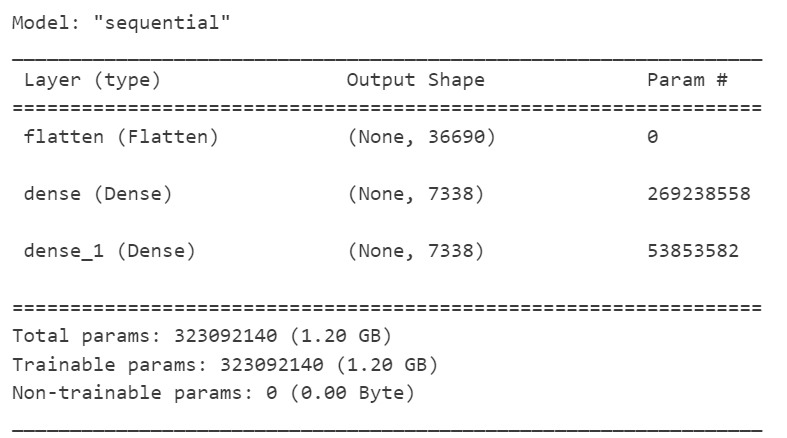 Model: "sequential"
_________________________________________________________________
Layer (type) Output Shape Param #
=================================================================
flatten (Flatten) (None, 36690) 0
dense (Dense) (None, 7338) 269238558
dense_1 (Dense) (None, 7338) 53853582
=================================================================
Total params: 323092140 (1.20 GB)
Trainable params: 323092140 (1.20 GB)
Non-trainable params: 0 (0.00 Byte)
_________________________________________________________________